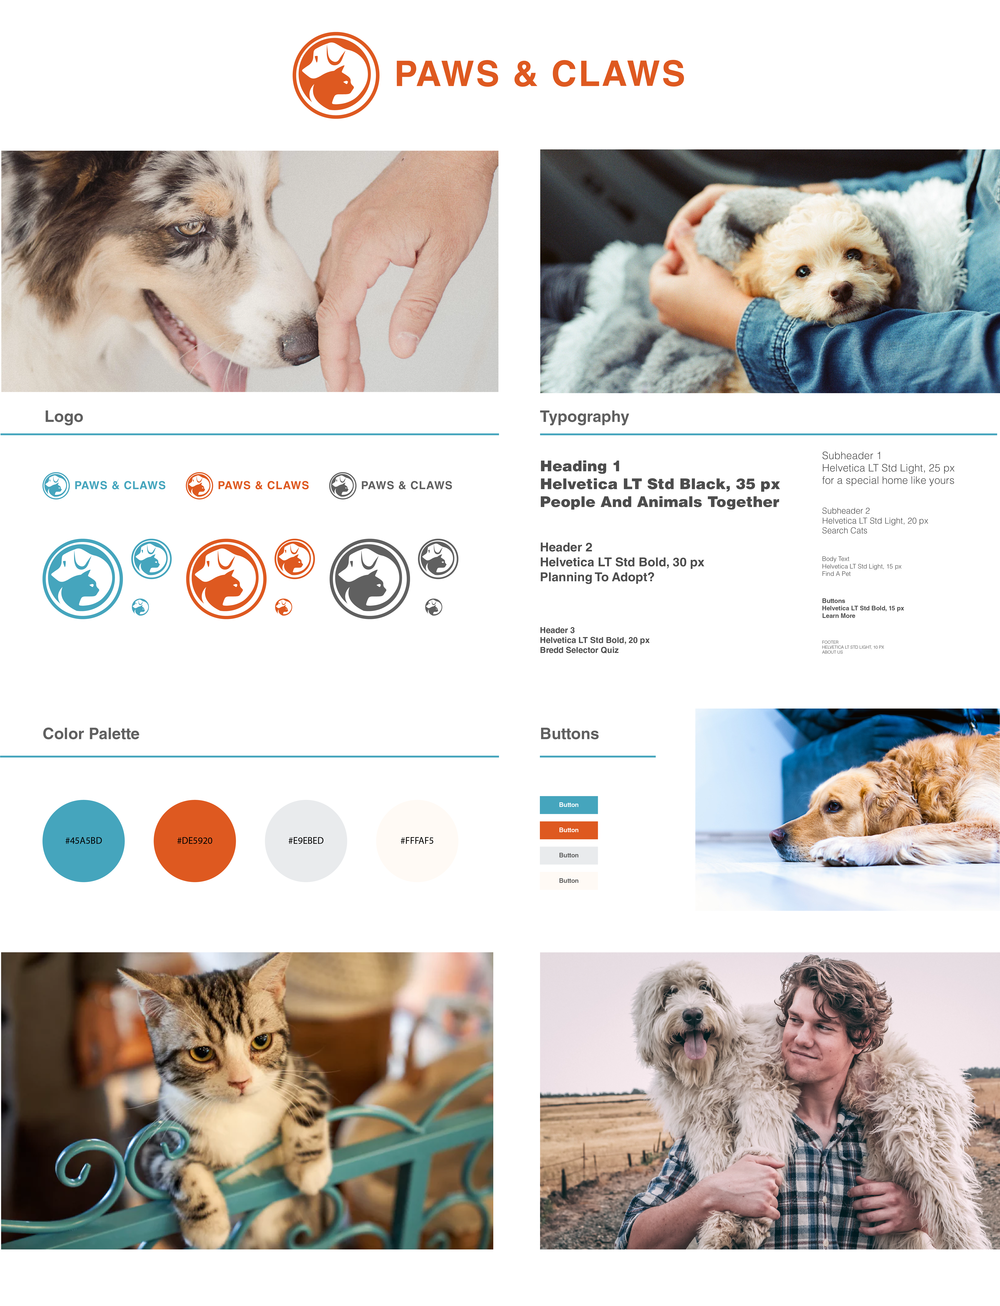 PAWS & CLAWS
Logo
PAWS & CLAWS
PAWS & CLAWS
PAWS & CLAWS
Typography
Heading 1
Helvetica LT Std Black, 35 px
People And Animals Together
Header 2
Helvetica LT Std Bold, 30 px
Planning To Adopt?
Header 3
Helvetica LT Std Bold, 20 px
Bredd Selector Quiz
Subheader 1
Helvetica LT Std Light, 25 px
for a special home like yours
Subheader 2
Helvetica LT Std Light, 20 px
Search Cats
Body Text
Helvetica LT Std Light, 15 px
Find A Pet
Buttons
Helvetica LT Std Bold, 15 px
Learn More
FOOTER
HELVETICA LT STD LIGHT, 10 PX
ABOUT US
Color Palette
#45A5BD
#DE5920
#E9EBED
#FFFAF5
Buttons
Button
Button
Button
Button